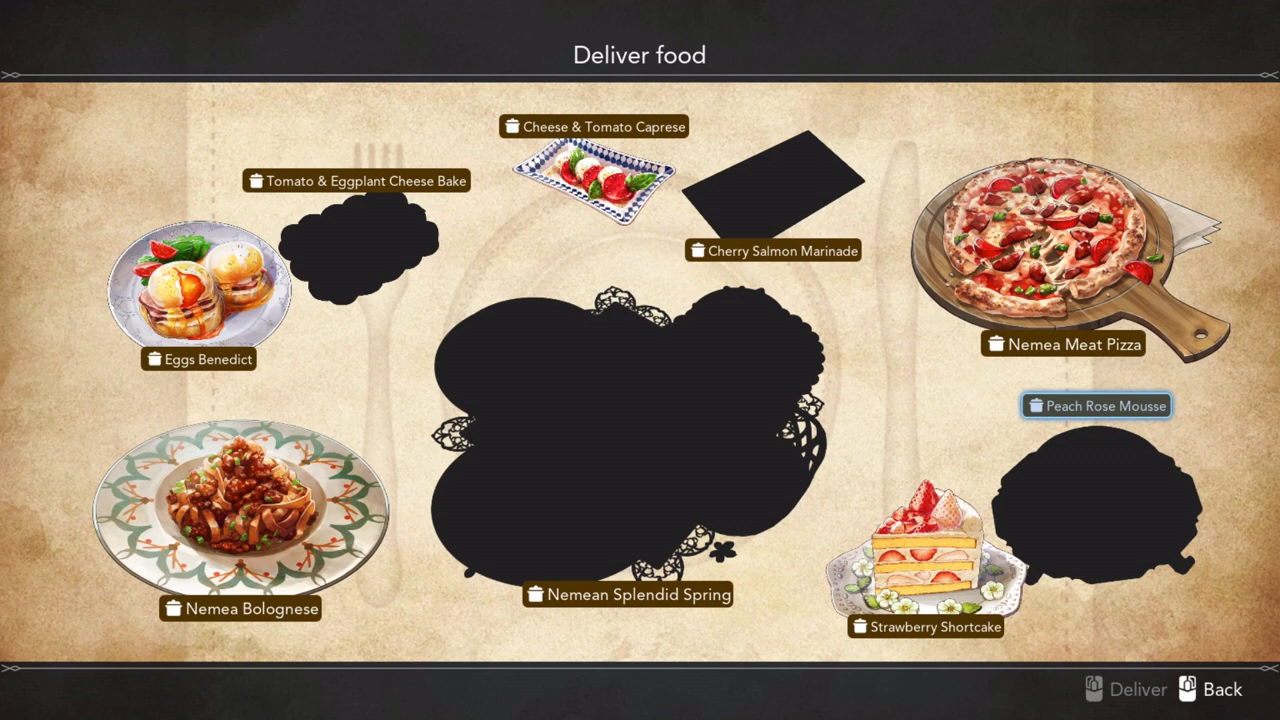 Deliver food
Cheese & Tomato Caprese
Tomato & Eggplant Cheese Bake
Cherry Salmon Marinade
Nemea Meat Pizza
Eggs Benedict
Peach Rose Mousse
Nemean Splendid Spring
Nemea Bolognese
Strawberry Shortcake
Deliver
Back